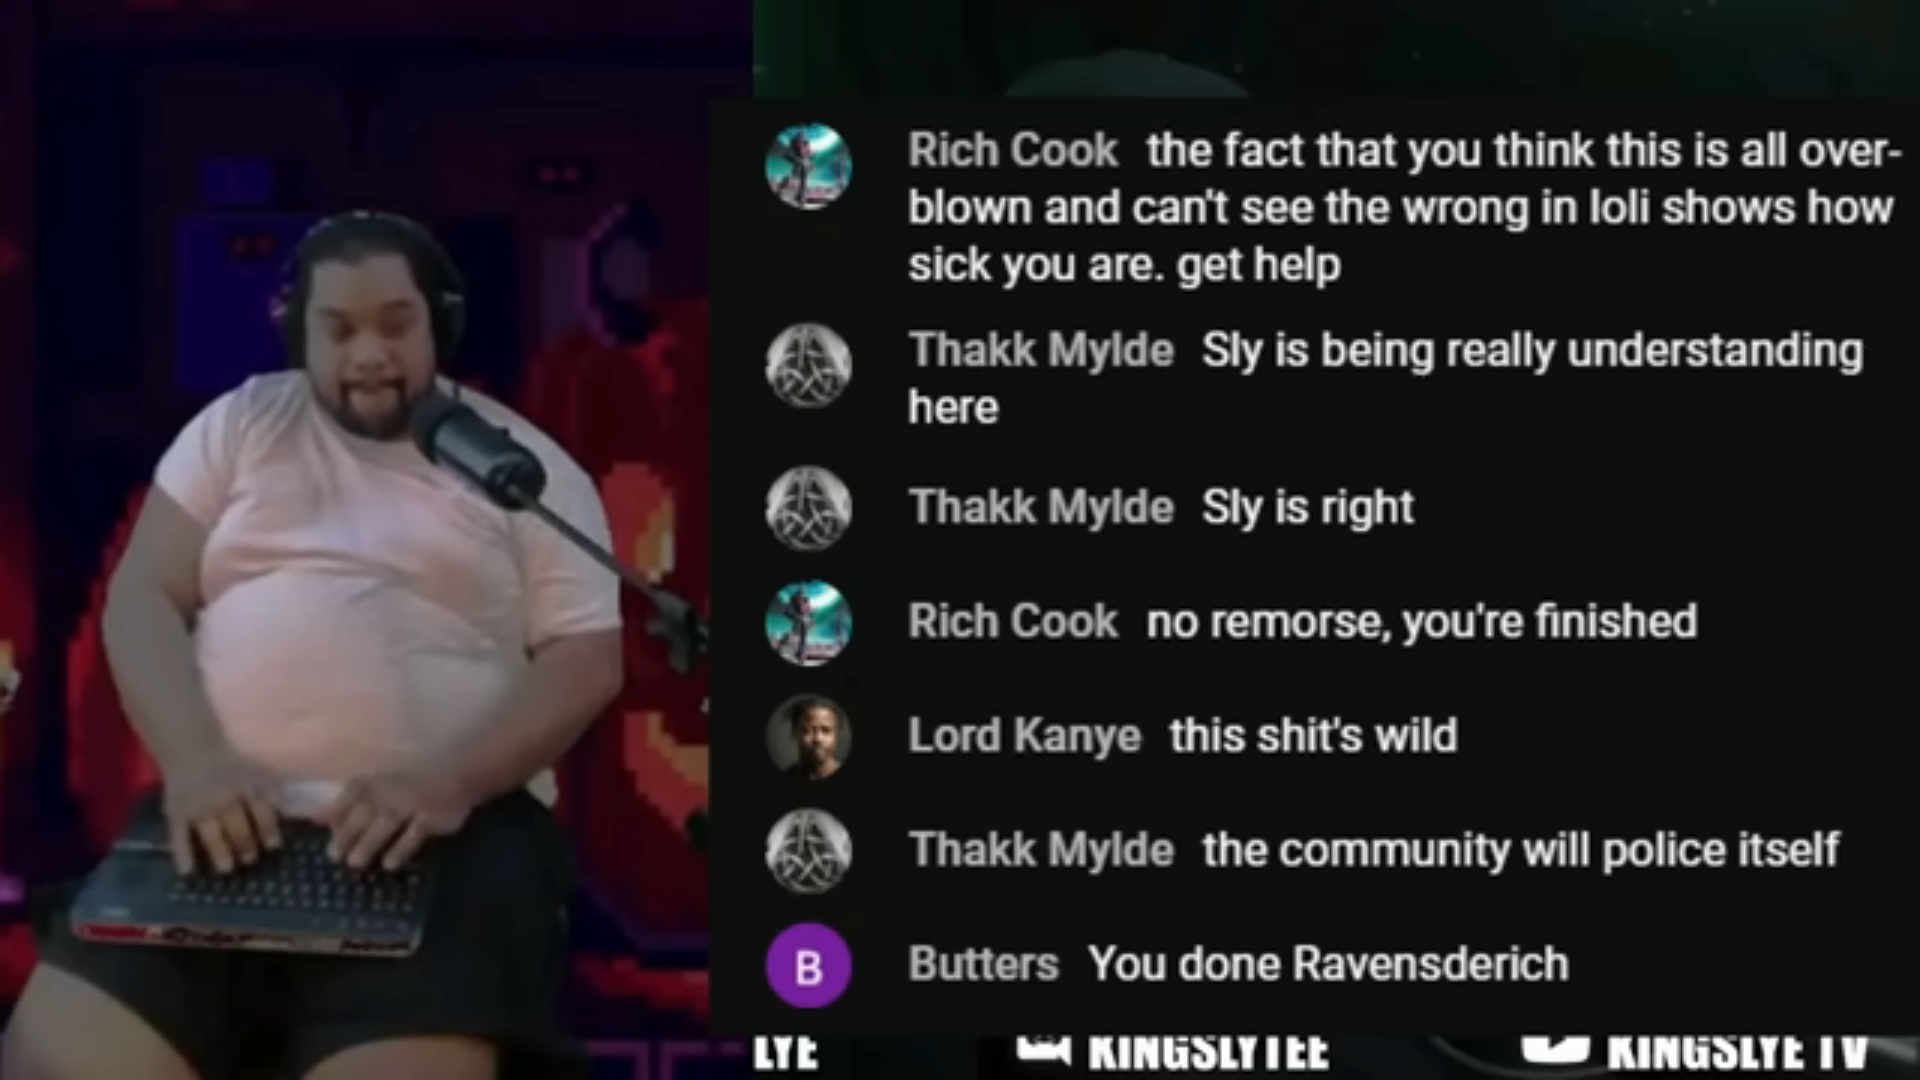 Rich Cook the fact that you think this is all over-
blown and can't see the wrong in loli shows how
sick you are. get help
Thakk Mylde Sly is being really understanding
here
Thakk Mylde Sly is right
Rich Cook no remorse, you're finished
Lord Kanye this shit's wild
Thakk Mylde the community will police itself
B Butters You done Ravensderich
LYE KINGSLYTEE KINGSLYE TV